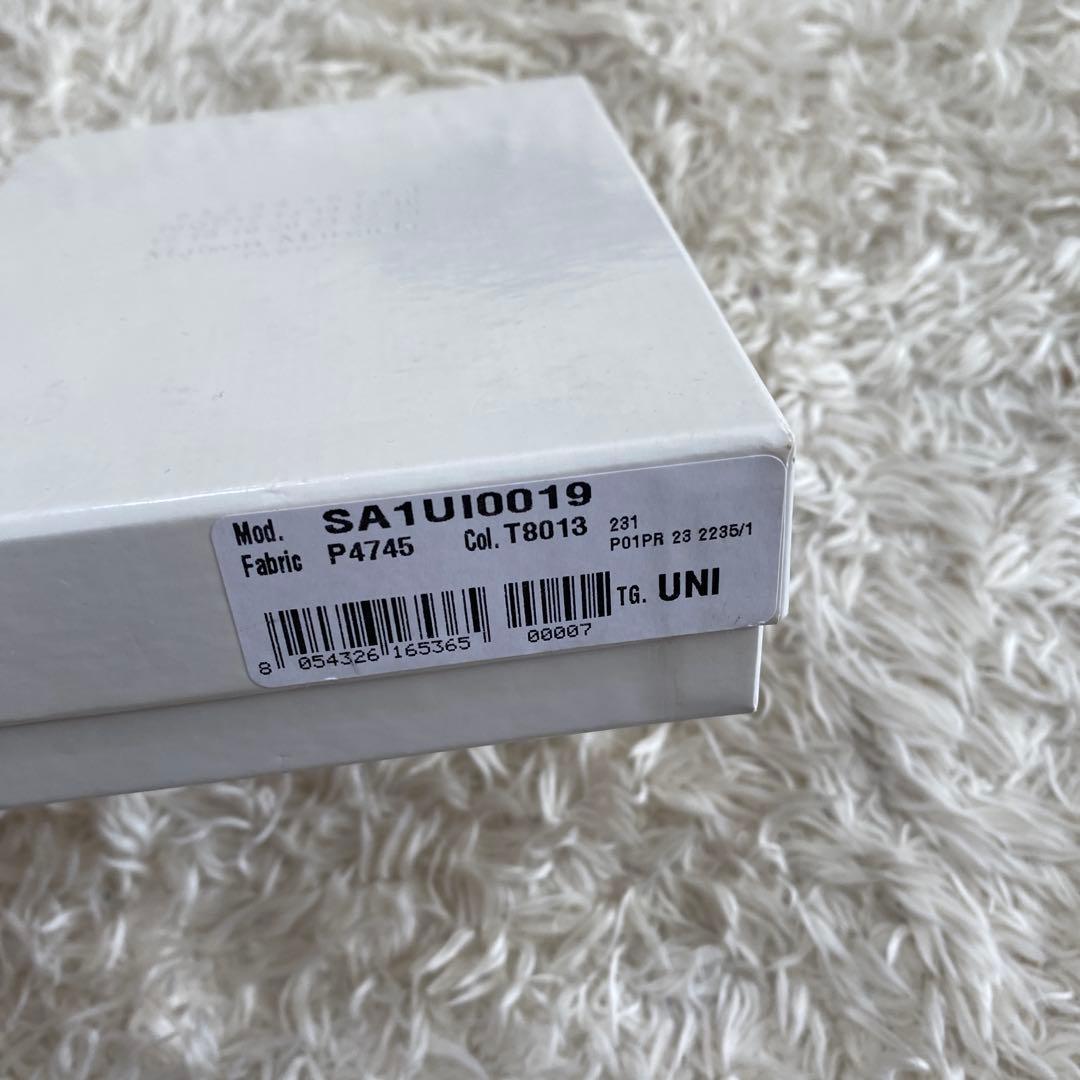 Mod. SA1UI0019
Fabric P4745 Col. T8013 231
P01PR 23 2235/1
TG. UNI
8 054326 165365 00007